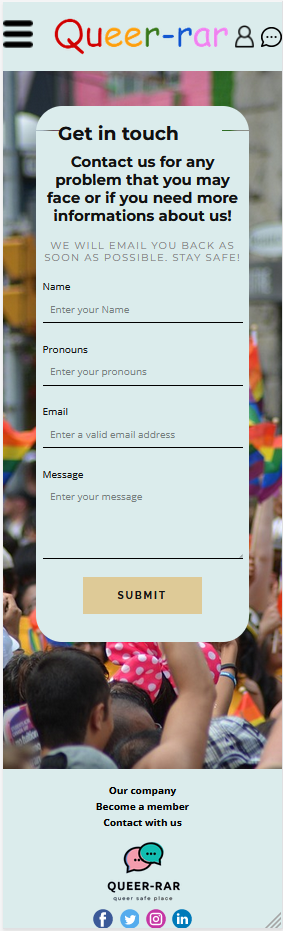 Queer-rar
Get in touch
Contact us for any
problem that you may
face or if you need more
informations about us!
WE WILL EMAIL YOU BACK AS
SOON AS POSSIBLE. STAY SAFE!
Name
Enter your Name
Pronouns
Enter your pronouns
Email
Enter a valid email address
Message
Enter your message
SUBMIT
Our company
Become a member
Contact with us
QUEER-RAR
queer safe place